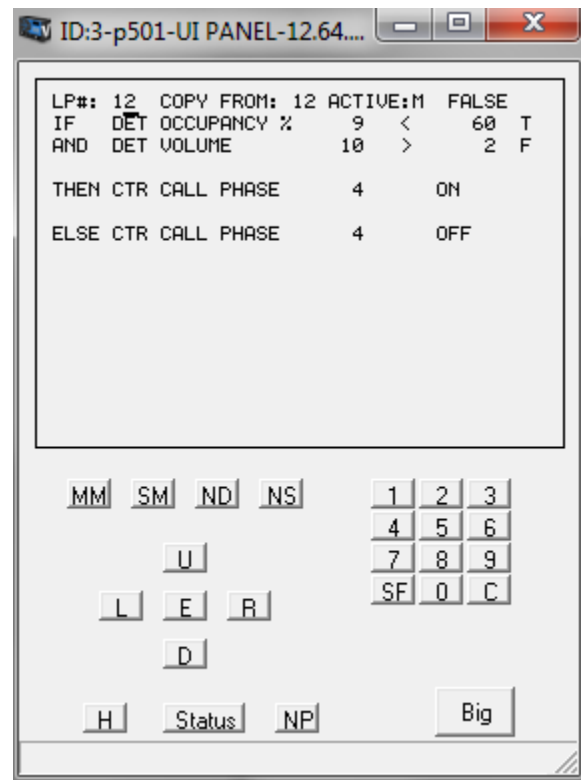 ID:3-p501-UI PANEL-12.64....
LP#: 12 COPY FROM: 12 ACTIVE:M FALSE
IF DET OCCUPANCY % 9 < 60 T
AND DET VOLUME 10 > 2 F
THEN CTR CALL PHASE 4 ON
ELSE CTR CALL PHASE 4 OFF
MM SM ND NS 1 2 3
4 5 6
U 7 8 9
L E R SF 0 C
D
H Status NP Big